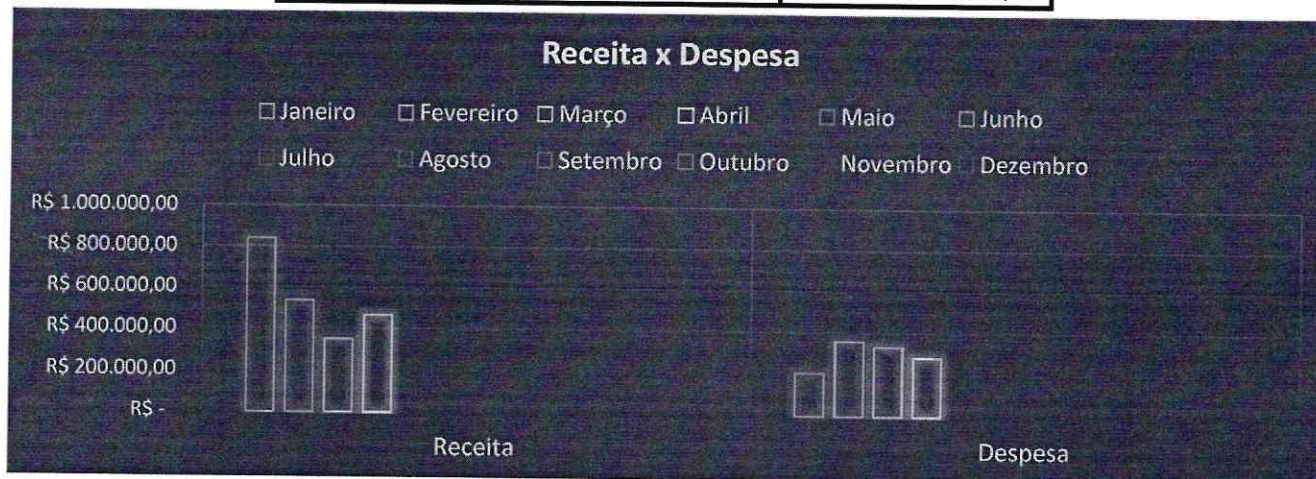 Receita x Despesa
Janeiro Fevereiro Março Abril Maio Junho
Julho Agosto Setembro Outubro Novembro Dezembro
R$ 1.000.000,00
R$ 800.000,00
R$ 600.000,00
R$ 400.000,00
R$ 200.000,00
R$ -
Receita Despesa